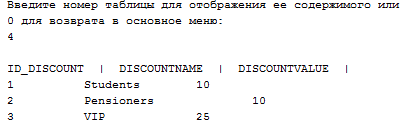 Введите номер таблицы для отображения ее содержимого или
0 для возврата в основное меню:
4
ID_DISCOUNT | DISCOUNTNAME | DISCOUNTVALUE |
1 Students 10
2 Pensioners 10
3 VIP 25